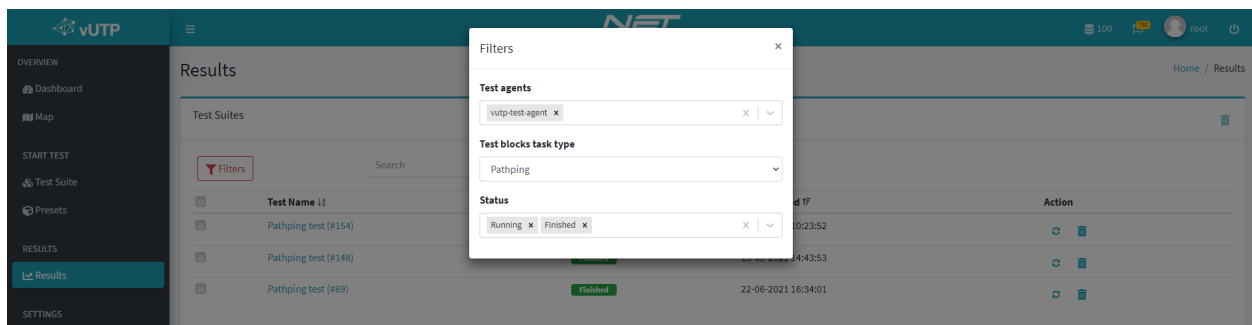 vUTP
NET
100
root
OVERVIEW
Dashboard
Map
START TEST
Test Suite
Presets
RESULTS
Results
SETTINGS
Results
Home / Results
Test Suites
Filters
Search
Test Name
Action
Pathping test (#154)
10:23:52
Pathping test (#148)
14:43:53
Pathping test (#69)
Finished
22-06-2021 16:34:01
Filters
×
Test agents
vutp-test-agent ×
Test blocks task type
Pathping
Status
Running × Finished ×